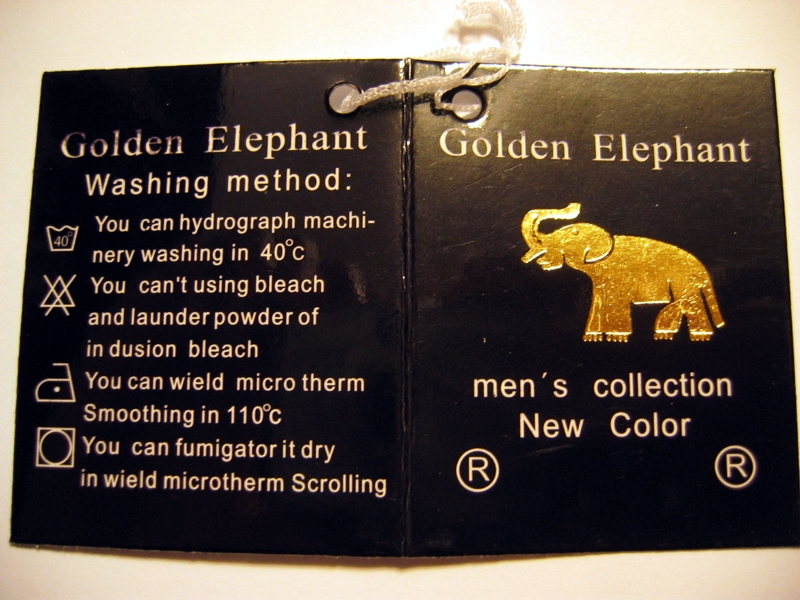 Golden Elephant
Washing method:
40
You can hydrograph machi-
nery washing in 40°c
You can't using bleach
and launder powder of
in dusion bleach
You can wield micro therm
Smoothing in 110°c
You can fumigator it dry
in wield microtherm Scrolling
Golden Elephant
men´s collection
New Color
® ®